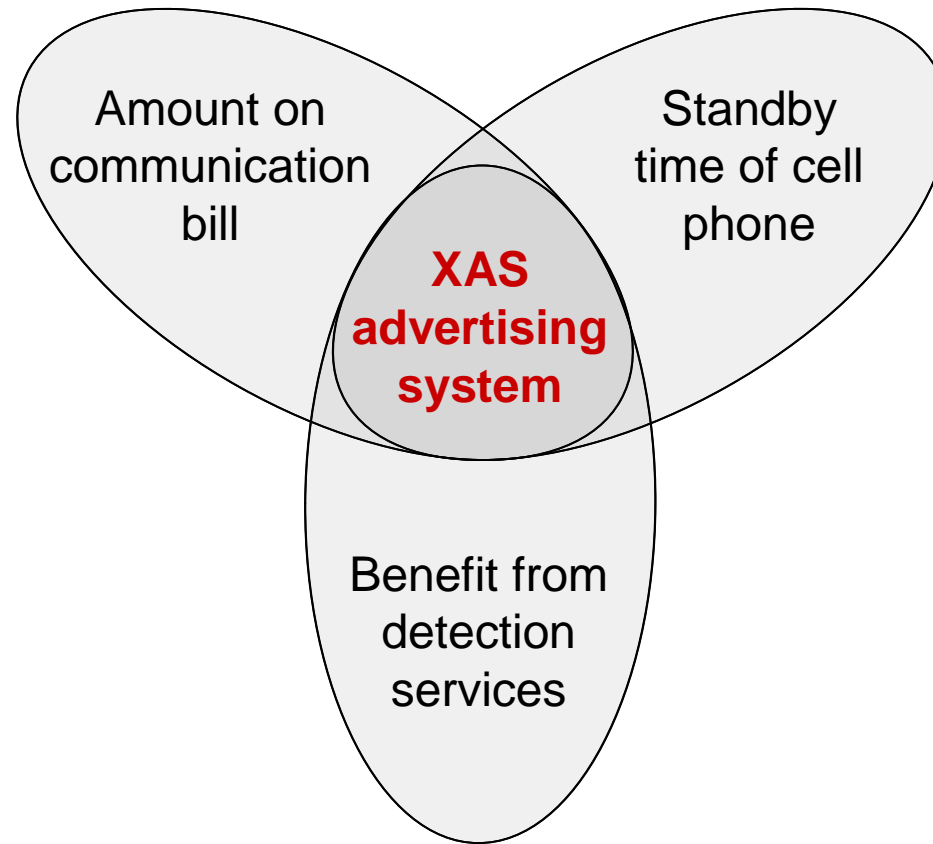 Amount on
communication
bill
Standby
time of cell
phone
XAS
advertising
system
Benefit from
detection
services